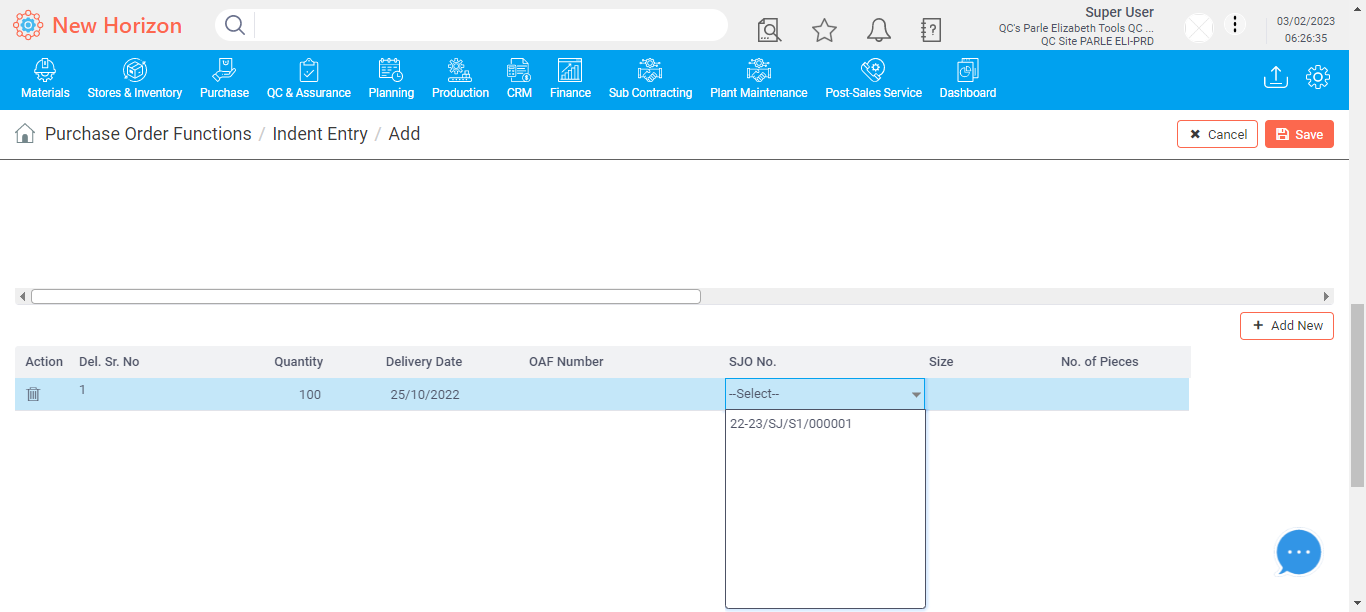 New Horizon
Super User
QC's Parle Elizabeth Tools QC ...
QC Site PARLE ELI-PRD
03/02/2023
06:26:35
Materials
Stores & Inventory
Purchase
QC & Assurance
Planning
Production
CRM
Finance
Sub Contracting
Plant Maintenance
Post-Sales Service
Dashboard
Purchase Order Functions / Indent Entry / Add
Cancel
Save
+ Add New
Action Del. Sr. No Quantity Delivery Date OAF Number SJO No. Size No. of Pieces
1 100 25/10/2022 --Select--
22-23/SJ/S1/000001